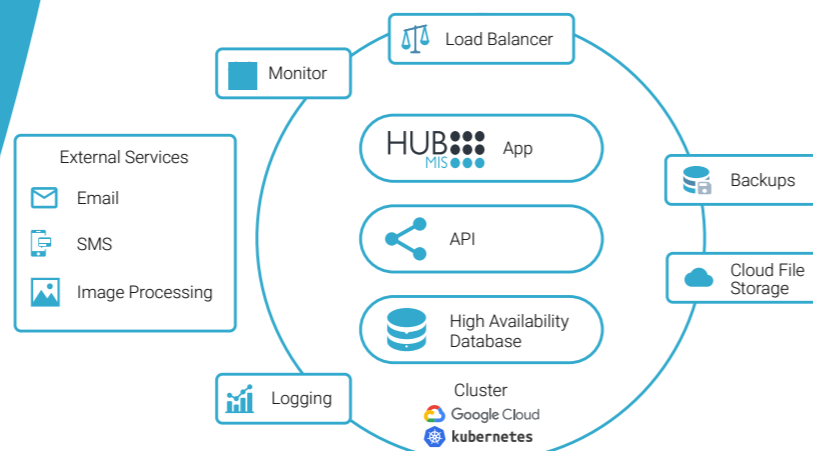 Load Balancer
Monitor
HUB
MIS
App
External Services
Email
SMS
Image Processing
Backups
API
Cloud File
Storage
High Availability
Database
Logging
Cluster
Google Cloud
kubernetes